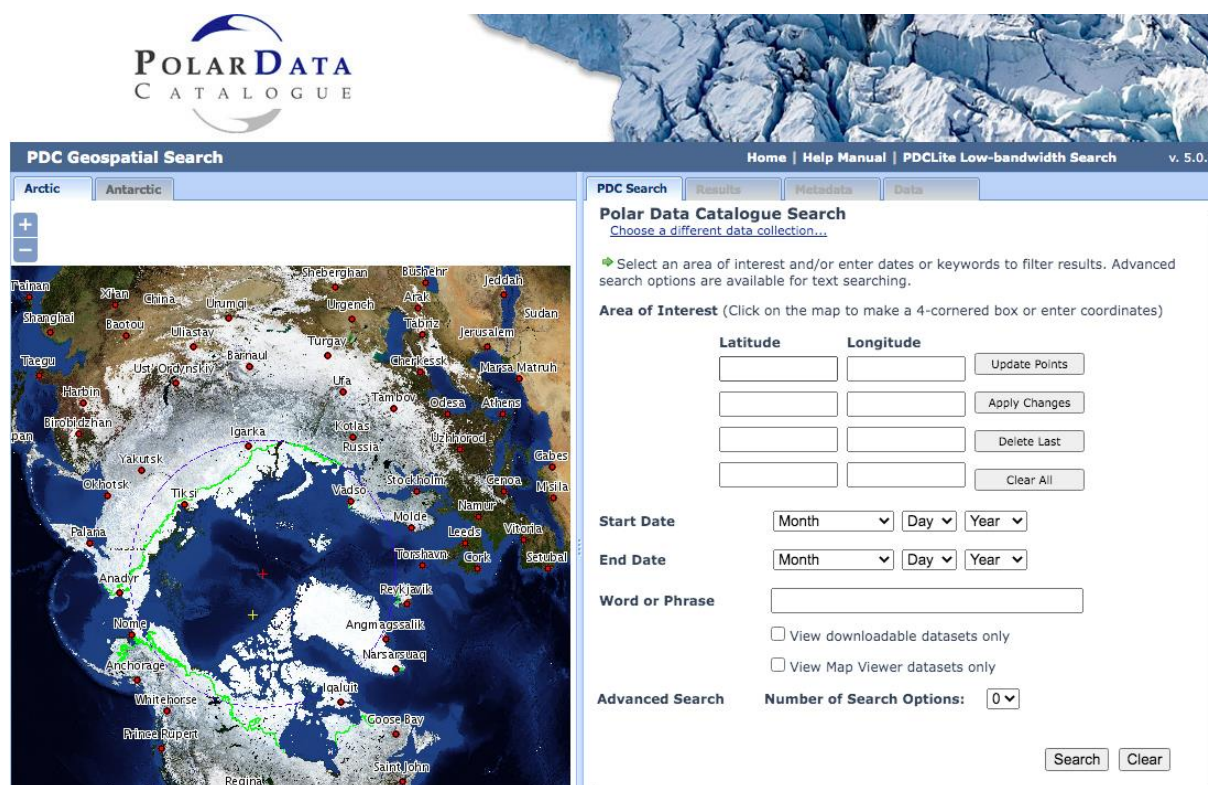 POLAR DATA
CATALOGUE
PDC Geospatial Search
Home | Help Manual | PDCLite Low-bandwidth Search
v. 5.0.
Arctic
Antarctic
PDC Search
Results
Metadata
Data
+
−
Polar Data Catalogue Search
Choose a different data collection...
Select an area of interest and/or enter dates or keywords to filter results. Advanced
search options are available for text searching.
Area of Interest (Click on the map to make a 4-cornered box or enter coordinates)
Latitude
Longitude
Update Points
Apply Changes
Delete Last
Clear All
Start Date
Month
Day
Year
End Date
Month
Day
Year
Word or Phrase
View downloadable datasets only
View Map Viewer datasets only
Advanced Search
Number of Search Options:
0
Search
Clear
Sheberghan
Bushehr
Jeddah
Xi'an
China
Urumqi
Urgench
Arak
Sudan
Shanghai
Baotou
Uliastay
Turgay
Tabriz
Jerusalem
Taegu
Ust'Ordynskiy
Barnaul
Cherkessk
Marsa Matruh
Harbin
Ufa
Tambov
Odesa
Athens
Birobidzhan
Igarka
Kotlas
Russia
Uzhhorod
Gabes
Yakutsk
Okhotsk
Tiksi
Vadso
Stockholm
Genoa
M'sila
Namur
Palana
Molde
Leeds
Vitoria
Torshavn
Cork
Setubal
Anadyr
Reykjavik
Nome
Angmagssalik
Anchorage
Narsarsuaq
Whitehorse
Iqaluit
Prince Rupert
Goose Bay
Regina
Saint John